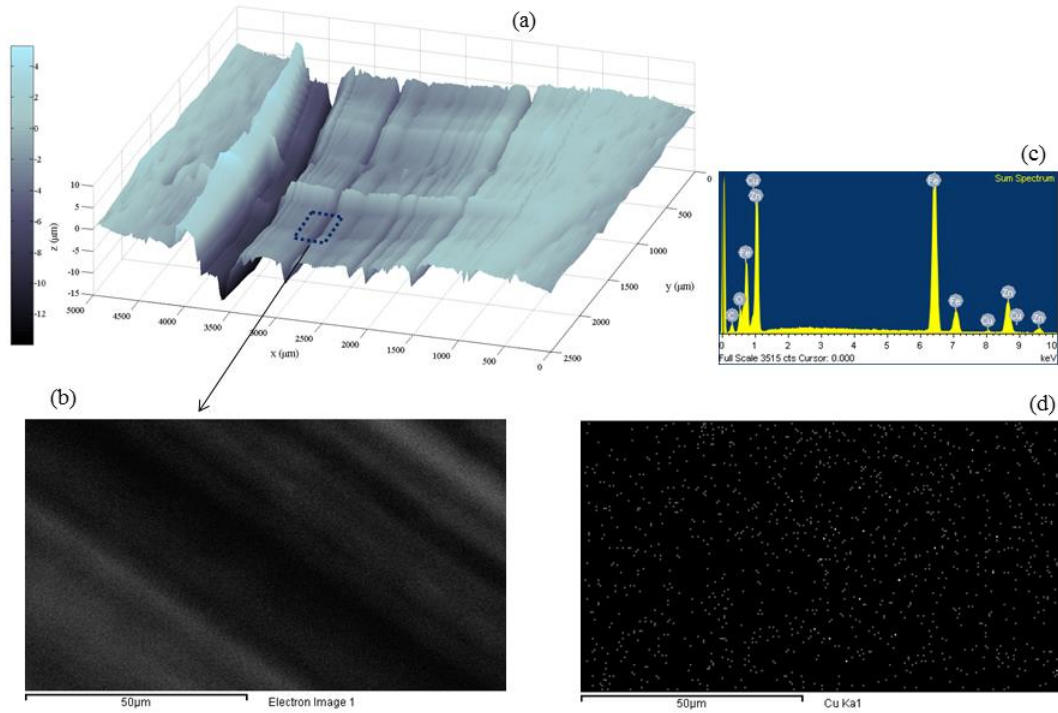 (a)
4
2
0
-2
-4
-6
-8
-10
-12
10
5
0
-5
-10
-15
z (μm)
5000
4500
4000
3500
3000
2500
2000
1500
1000
500
0
x (μm)
0
500
1000
1500
2000
2500
y (μm)
(c)
Sum Spectrum
Cu
Zn
Fe
O
C
Fe
Fe
Cu
Zn
Cu
Zn
0 1 2 3 4 5 6 7 8 9 10
Full Scale 3515 cts Cursor: 0.000 keV
(b)
50μm Electron Image 1
(d)
50μm Cu Ka1